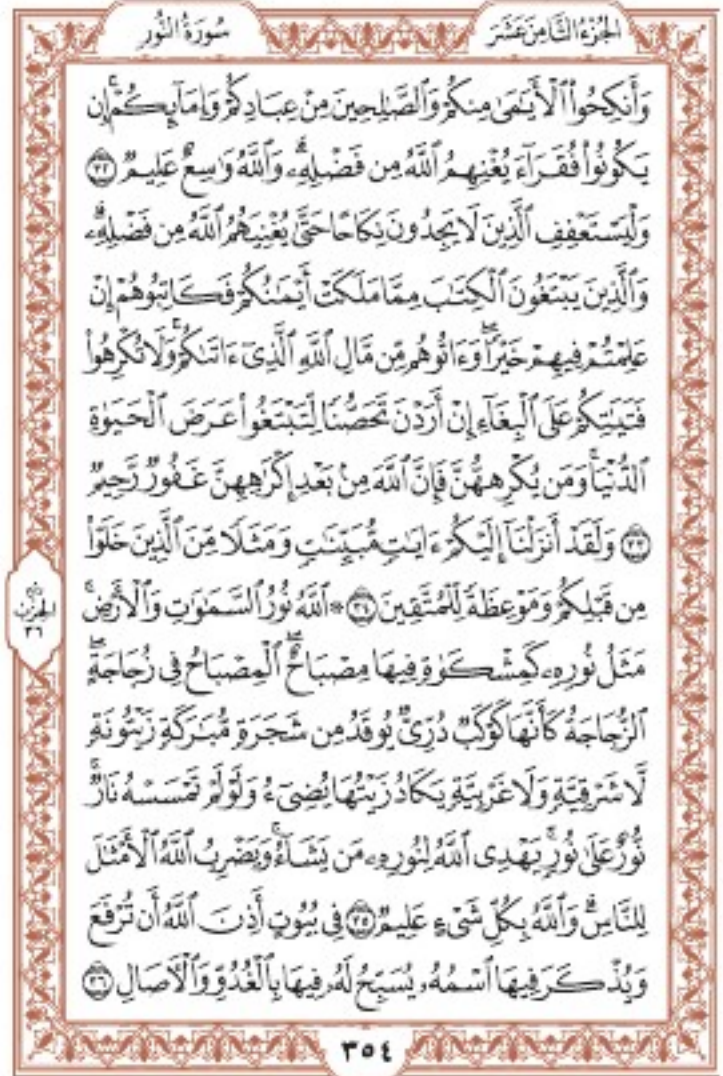 الجُزْءُ الثَّامِنَ عَشَرَ
سُورَةُ النُّورِ
وَأَنكِحُوا۟ ٱلْأَيَـٰمَىٰ مِنكُمْ وَٱلصَّـٰلِحِينَ مِنْ عِبَادِكُمْ وَإِمَآئِكُمْ ۚ إِن
يَكُونُوا۟ فُقَرَآءَ يُغْنِهِمُ ٱللَّهُ مِن فَضْلِهِۦ ۗ وَٱللَّهُ وَٰسِعٌ عَلِيمٌ ٣٢
وَلْيَسْتَعْفِفِ ٱلَّذِينَ لَا يَجِدُونَ نِكَاحًا حَتَّىٰ يُغْنِيَهُمُ ٱللَّهُ مِن فَضْلِهِۦ ۗ
وَٱلَّذِينَ يَبْتَغُونَ ٱلْكِتَـٰبَ مِمَّا مَلَكَتْ أَيْمَـٰنُكُمْ فَكَاتِبُوهُمْ إِنْ
عَلِمْتُمْ فِيهِمْ خَيْرًا ۖ وَءَاتُوهُم مِّن مَّالِ ٱللَّهِ ٱلَّذِىٓ ءَاتَىٰكُمْ ۚ وَلَا تُكْرِهُوا۟
فَتَيَـٰتِكُمْ عَلَى ٱلْبِغَآءِ إِنْ أَرَدْنَ تَحَصُّنًا لِّتَبْتَغُوا۟ عَرَضَ ٱلْحَيَوٰةِ
ٱلدُّنْيَا ۚ وَمَن يُكْرِههُّنَّ فَإِنَّ ٱللَّهَ مِنۢ بَعْدِ إِكْرَٰهِهِنَّ غَفُورٌ رَّحِيمٌ
٣٣ وَلَقَدْ أَنزَلْنَآ إِلَيْكُمْ ءَايَـٰتٍ مُّبَيِّنَـٰتٍ وَمَثَلًا مِّنَ ٱلَّذِينَ خَلَوْا۟
مِن قَبْلِكُمْ وَمَوْعِظَةً لِّلْمُتَّقِينَ ٣٤ ۞ ٱللَّهُ نُورُ ٱلسَّمَـٰوَٰتِ وَٱلْأَرْضِ ۚ
الحِزْب
٣٦
مَثَلُ نُورِهِۦ كَمِشْكَوٰةٍ فِيهَا مِصْبَاحٌ ۖ ٱلْمِصْبَاحُ فِى زُجَاجَةٍ ۖ
ٱلزُّجَاجَةُ كَأَنَّهَا كَوْكَبٌ دُرِّىٌّ يُوقَدُ مِن شَجَرَةٍ مُّبَـٰرَكَةٍ زَيْتُونَةٍ
لَّا شَرْقِيَّةٍ وَلَا غَرْبِيَّةٍ يَكَادُ زَيْتُهَا يُضِىٓءُ وَلَوْ لَمْ تَمْسَسْهُ نَارٌ ۚ
نُّورٌ عَلَىٰ نُورٍ ۗ يَهْدِى ٱللَّهُ لِنُورِهِۦ مَن يَشَآءُ ۚ وَيَضْرِبُ ٱللَّهُ ٱلْأَمْثَـٰلَ
لِلنَّاسِ ۗ وَٱللَّهُ بِكُلِّ شَىْءٍ عَلِيمٌ ٣٥ فِى بُيُوتٍ أَذِنَ ٱللَّهُ أَن تُرْفَعَ
وَيُذْكَرَ فِيهَا ٱسْمُهُۥ يُسَبِّحُ لَهُۥ فِيهَا بِٱلْغُدُوِّ وَٱلْـَٔاصَالِ ٣٦
٣٥٤